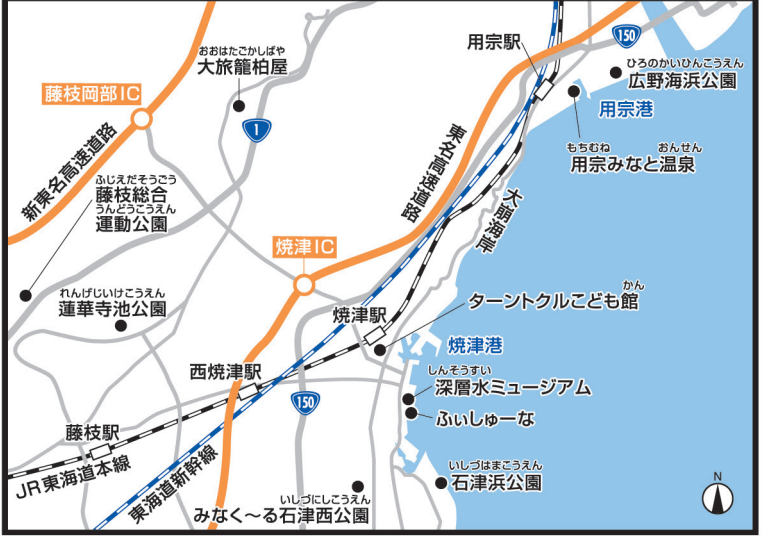 150
用宗駅
おおはたごかしばや
大旅籠柏屋
ひろのかいひんこうえん
広野海浜公園
藤枝岡部IC
用宗港
1
新東名高速道路
東名高速道路
もちむね おんせん
用宗みなと温泉
ふじえだそうごう
藤枝総合
うんどうこうえん
運動公園
大崩海岸
焼津IC
れんげじいけこうえん
蓮華寺池公園
かん
ターントクルこども館
焼津駅
焼津港
西焼津駅
しんそうすい
深層水ミュージアム
150
ふぃしゅーな
藤枝駅
JR東海道本線
東海道新幹線
いしづはまこうえん
石津浜公園
いしづにしこうえん
みなく～る石津西公園
N